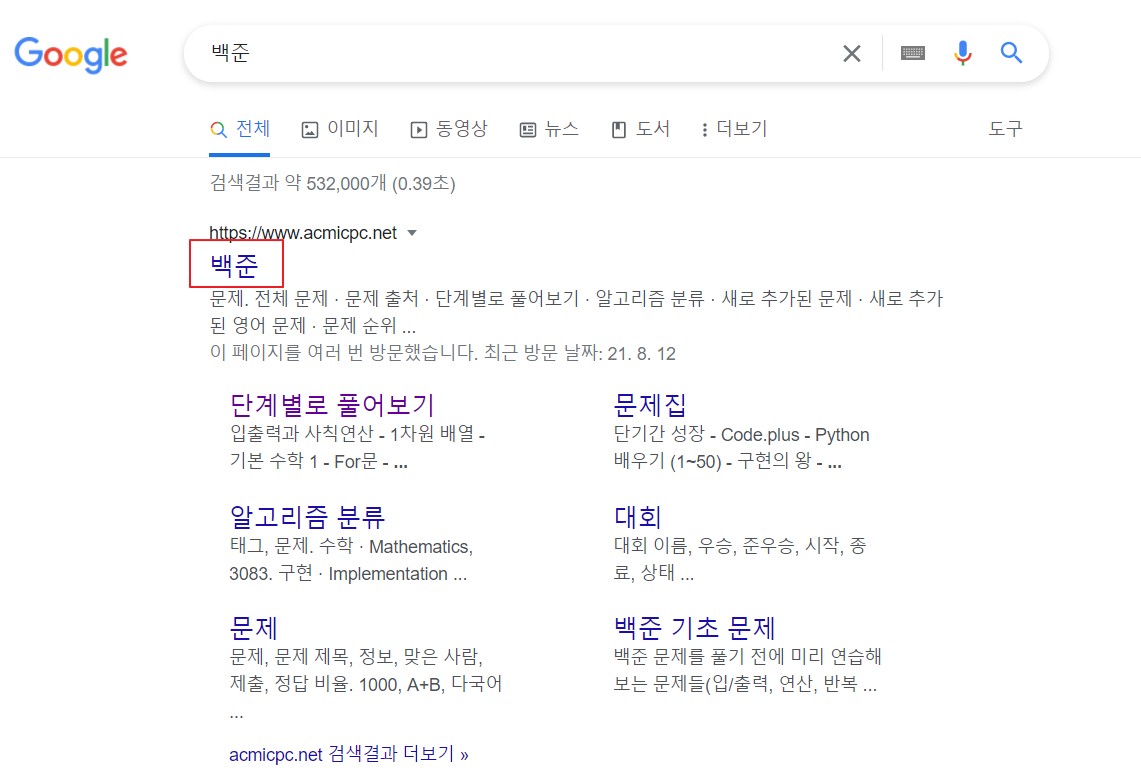 Google
백준
전체 이미지 동영상 뉴스 도서 더보기 도구
검색결과 약 532,000개 (0.39초)
https://www.acmicpc.net
백준
문제. 전체 문제 · 문제 출처 · 단계별로 풀어보기 · 알고리즘 분류 · 새로 추가된 문제 · 새로 추가
된 영어 문제 · 문제 순위 ...
이 페이지를 여러 번 방문했습니다. 최근 방문 날짜: 21. 8. 12
단계별로 풀어보기
입출력과 사칙연산 - 1차원 배열 -
기본 수학 1 - For문 - ...
문제집
단기간 성장 - Code.plus - Python
배우기 (1~50) - 구현의 왕 - ...
알고리즘 분류
태그, 문제. 수학 · Mathematics,
3083. 구현 · Implementation ...
대회
대회 이름, 우승, 준우승, 시작, 종
료, 상태 ...
문제
문제, 문제 제목, 정보, 맞은 사람,
제출, 정답 비율. 1000, A+B, 다국어
...
백준 기초 문제
백준 문제를 풀기 전에 미리 연습해
보는 문제들(입/출력, 연산, 반복 ...
acmicpc.net 검색결과 더보기 »